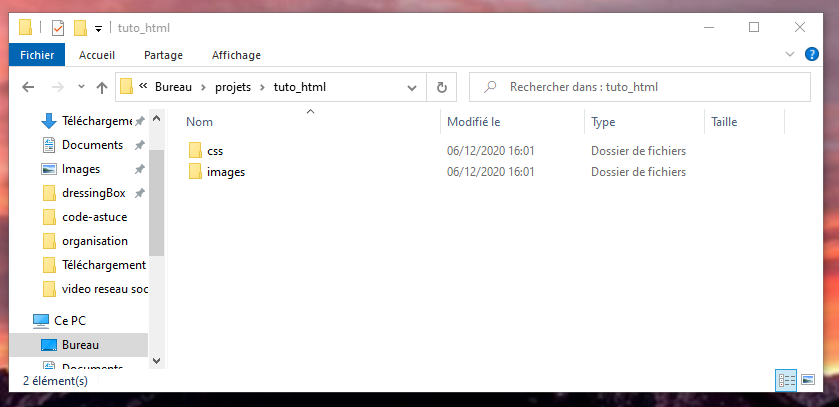 tuto_html
Fichier Accueil Partage Affichage
« Bureau > projets > tuto_html Rechercher dans : tuto_html
Nom Modifié le Type Taille
css 06/12/2020 16:01 Dossier de fichiers
images 06/12/2020 16:01 Dossier de fichiers
Téléchargeme
Documents
Images
dressingBox
code-astuce
organisation
Téléchargement
video reseau soc
Ce PC
Bureau
Documents
2 élément(s)